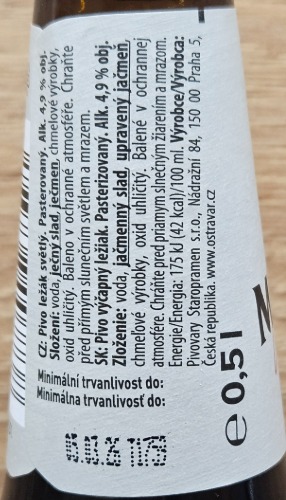 CZ: Pivo ležák světlý. Pasterovaný. Alk. 4,9 % obj.
Složení: voda, ječný slad, ječmen, chmelové výrobky,
oxid uhličitý. Balení v ochranné atmosféře. Chraňte
před přímým slunečním světlem a mrazem.
SK: Pivo výčapný ležiak. Pasterizovaný. Alk. 4,9 % obj.
Zloženie: voda, jačmenný slad, upravený jačmeň,
chmelové výrobky, oxid uhličitý. Balené v ochrannej
atmosfére. Chráňte pred priamym slnečným žiarením a mrazom.
Energie/Energia: 175 kJ (42 kcal)/100 ml. Výrobce/Výrobca:
Pivovary Staropramen s.r.o., Nádražní 84, 150 00 Praha 5,
Česká republika. www.ostravar.cz
Minimální trvanlivost do:
Minimálna trvanlivosť do:
e 0,5 l